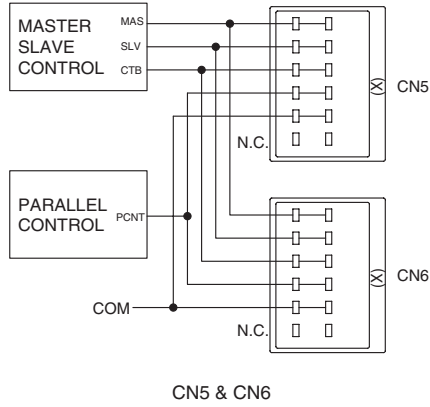 MASTER
SLAVE
CONTROL
MAS
SLV
CTB
(X)
CN5
N.C.
PARALLEL
CONTROL
PCNT
(X)
CN6
COM
N.C.
CN5 & CN6